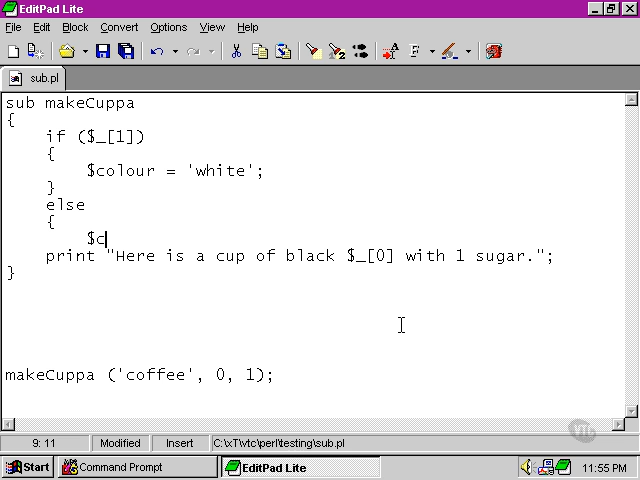 EditPad Lite
File Edit Block Convert Options View Help
sub.pl
sub makeCuppa
{
    if ($_[1])
    {
        $colour = 'white';
    }
    else
    {
        $c
    print "Here is a cup of black $_[0] with 1 sugar.";
}
makeCuppa ('coffee', 0, 1);
9: 11 Modified Insert C:\xT\vtc\perl\testing\sub.pl
Start Command Prompt EditPad Lite 11:55 PM